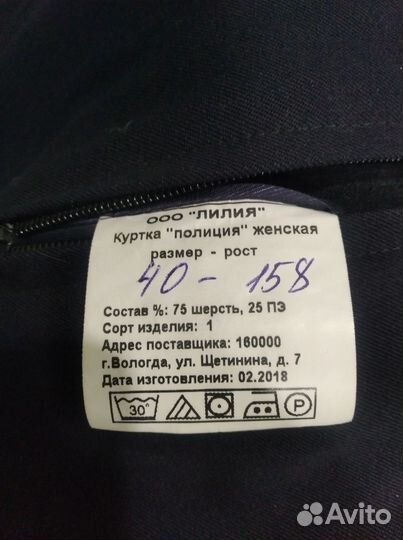 ООО "ЛИЛИЯ"
Куртка "полиция" женская
размер - рост
40 - 158
Состав %: 75 шерсть, 25 ПЭ
Сорт изделия: 1
Адрес поставщика: 160000
г.Вологда, ул. Щетинина, д. 7
Дата изготовления: 02.2018
30° P
Avito